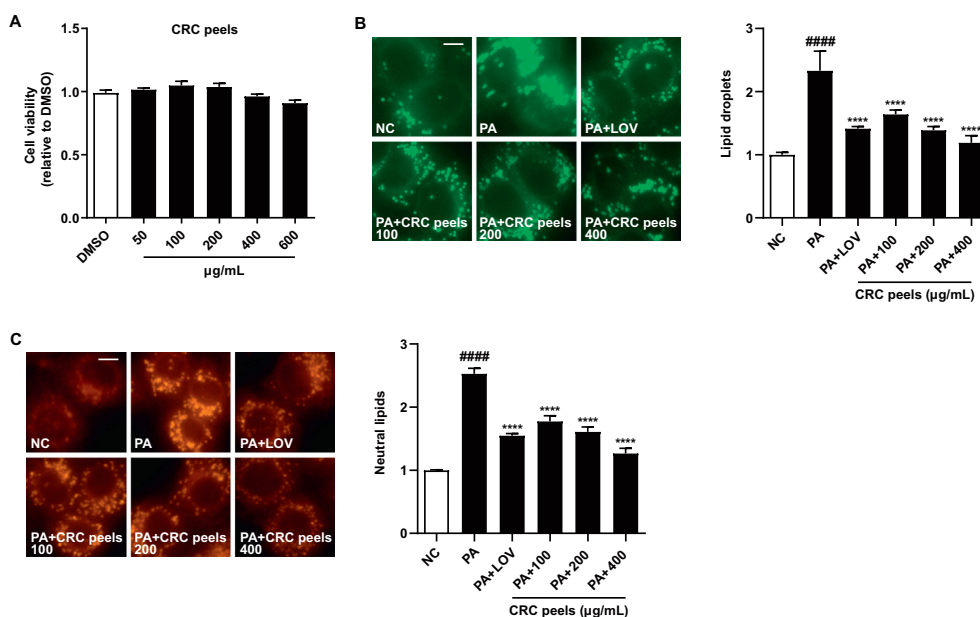 A
CRC peels
Cell viability
(relative to DMSO)
1.5
1.0
0.5
0.0
DMSO
50
100
200
400
600
µg/mL
B
NC
PA
PA+LOV
PA+CRC peels
100
PA+CRC peels
200
PA+CRC peels
400
Lipid droplets
3
2
1
0
####
****
****
****
****
NC
PA
PA+LOV
PA+100
PA+200
PA+400
CRC peels (µg/mL)
C
NC
PA
PA+LOV
PA+CRC peels
100
PA+CRC peels
200
PA+CRC peels
400
Neutral lipids
3
2
1
0
####
****
****
****
****
NC
PA
PA+LOV
PA+100
PA+200
PA+400
CRC peels (µg/mL)